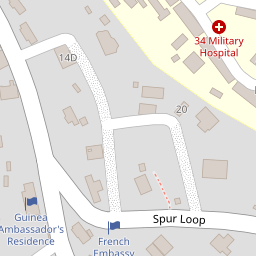 34 Military
Hospital
14D
20
Spur Loop
Guinea
Ambassador's
Residence
French
Embassy